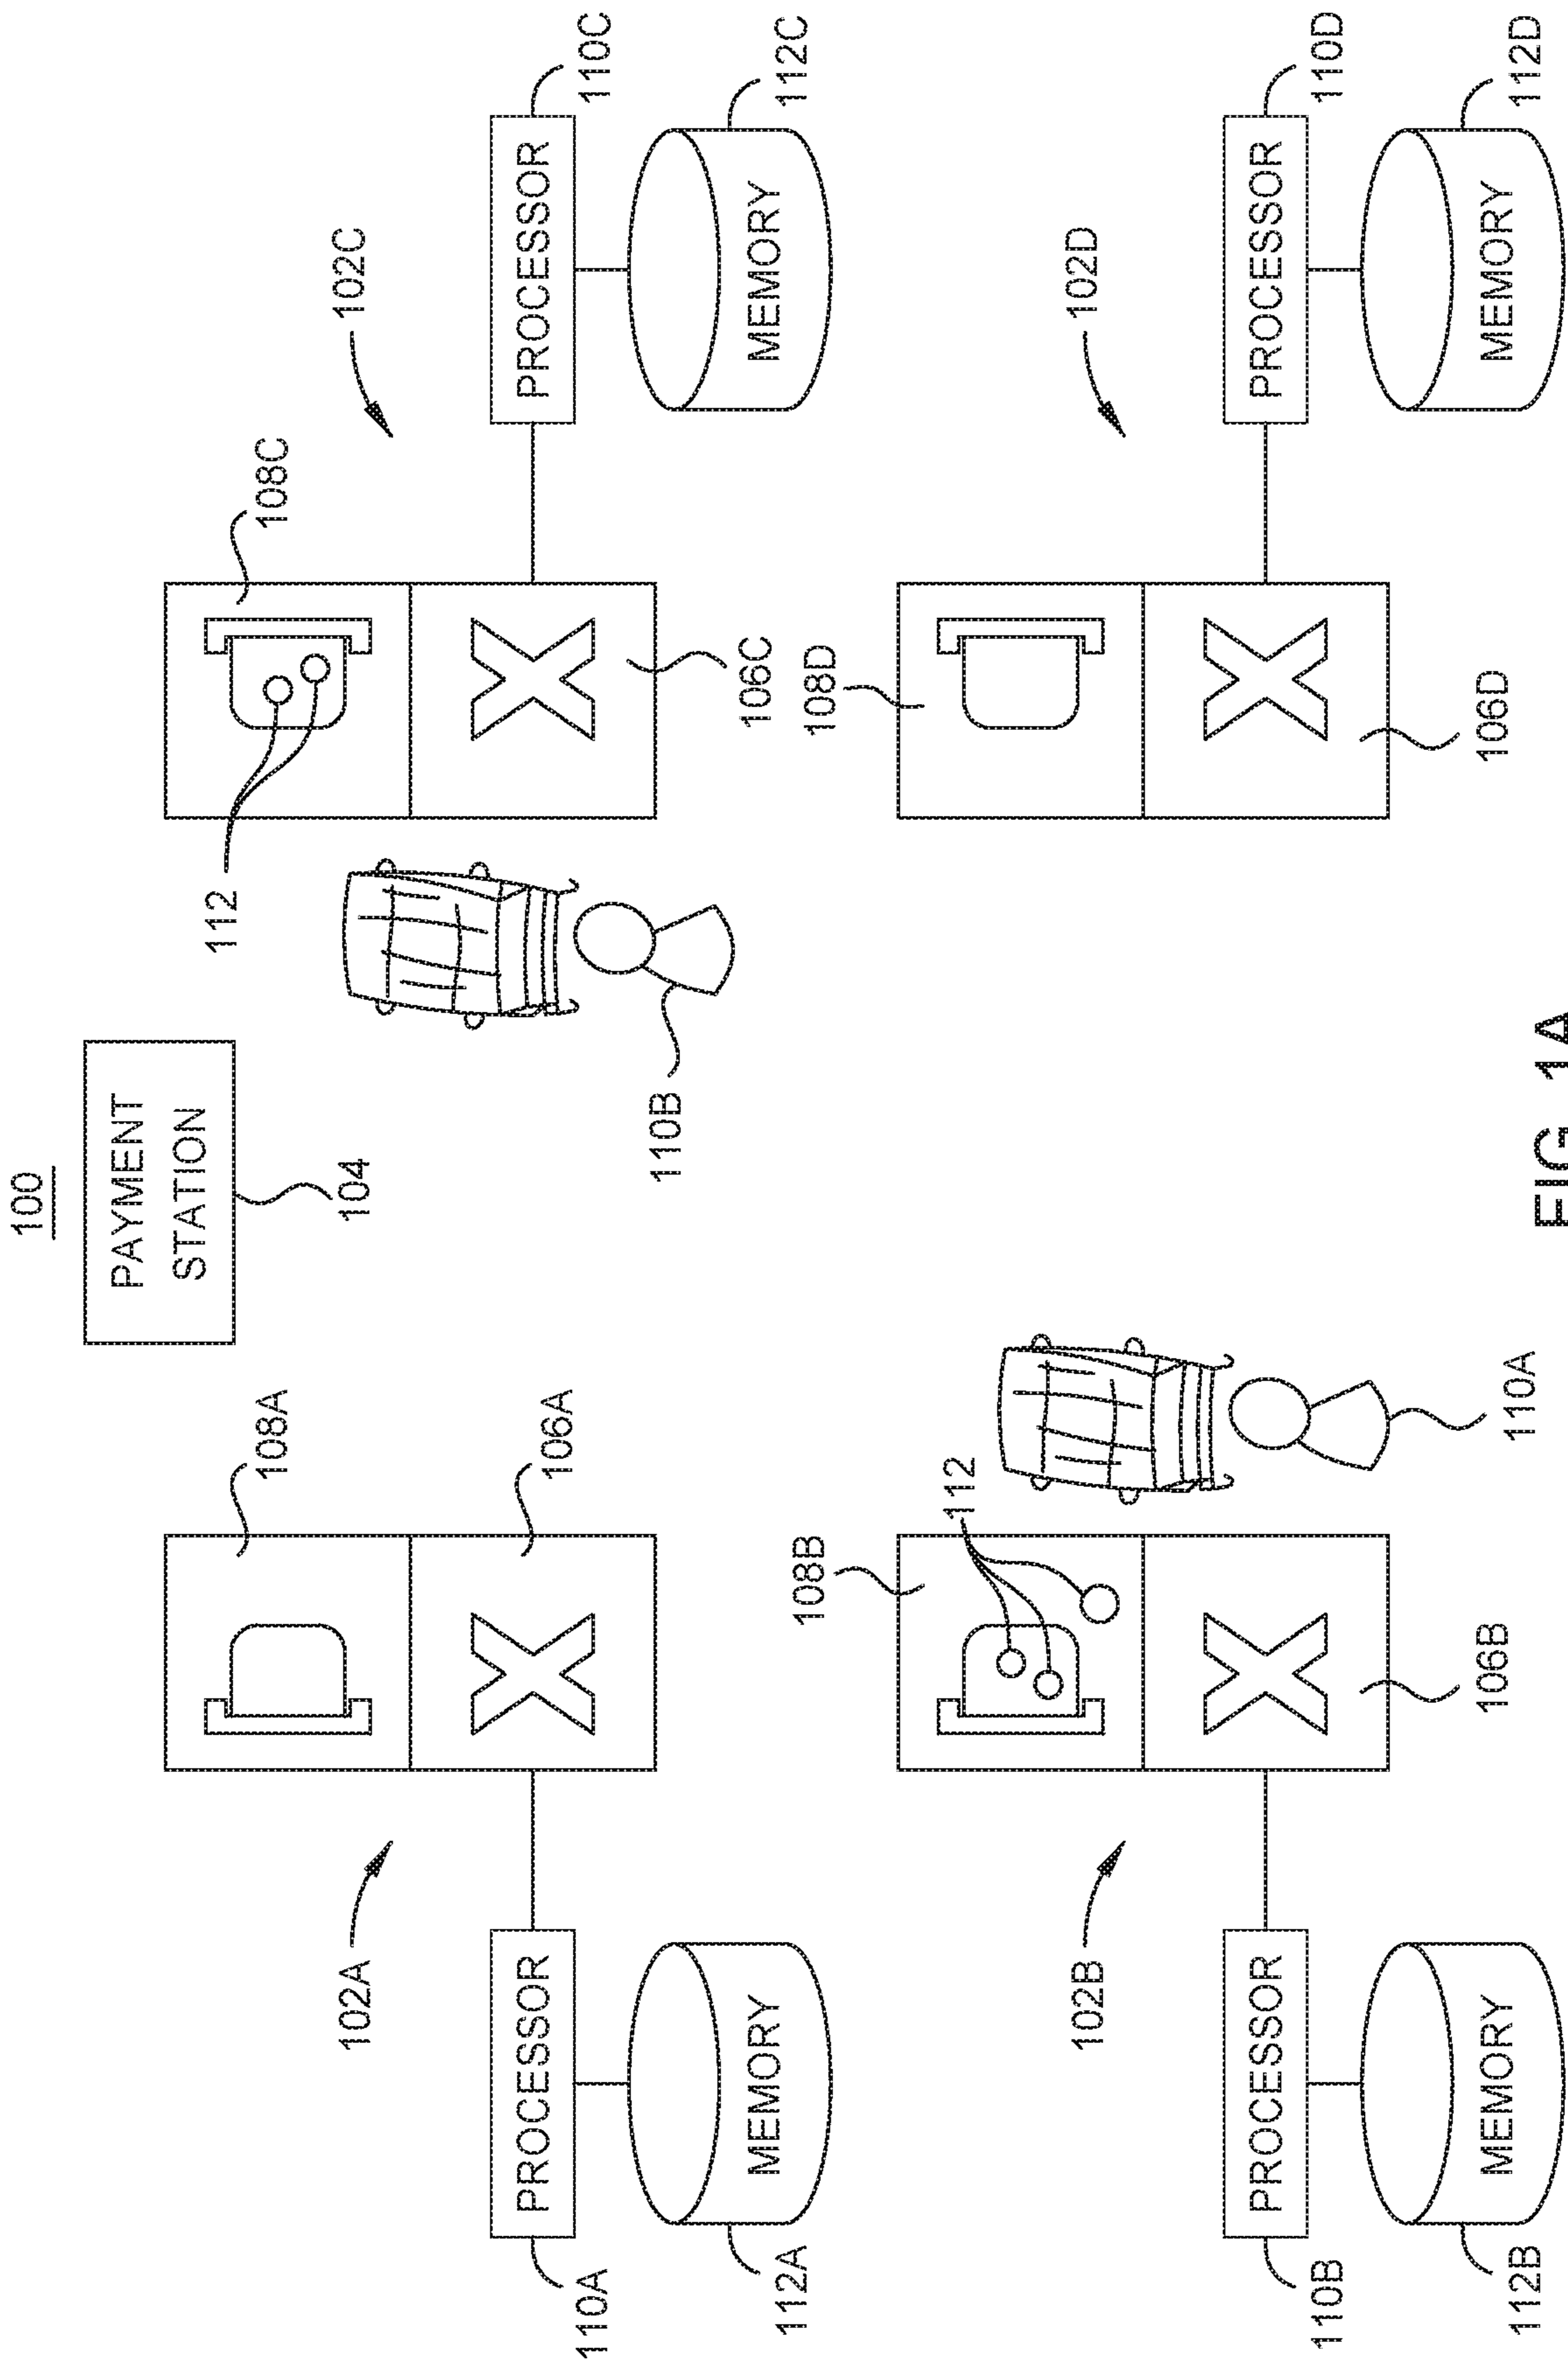 100
PAYMENT
STATION
104
108A
106A
102A
PROCESSOR
110A
MEMORY
112A
108C
112
106C
102C
PROCESSOR
110C
MEMORY
112C
110B
108B
112
106B
102B
PROCESSOR
110B
MEMORY
112B
110A
108D
106D
102D
PROCESSOR
110D
MEMORY
112D
FIG. 1A